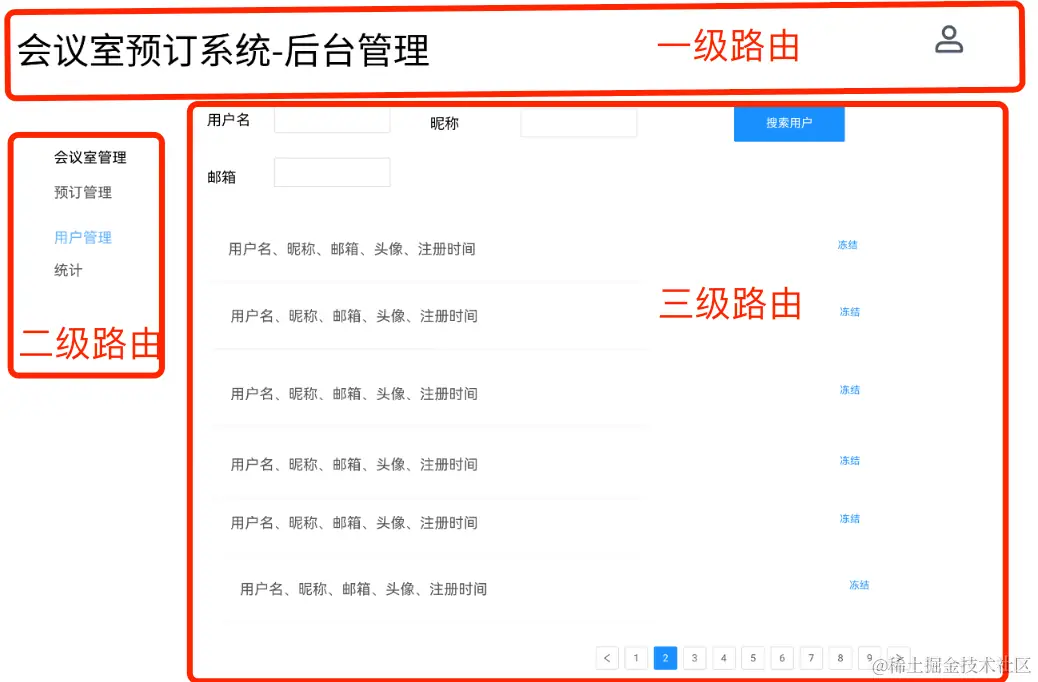 会议室预订系统-后台管理
一级路由
会议室管理
预订管理
用户管理
统计
二级路由
用户名
昵称
搜索用户
邮箱
用户名、昵称、邮箱、头像、注册时间 冻结
三级路由
用户名、昵称、邮箱、头像、注册时间 冻结
用户名、昵称、邮箱、头像、注册时间 冻结
用户名、昵称、邮箱、头像、注册时间 冻结
用户名、昵称、邮箱、头像、注册时间 冻结
用户名、昵称、邮箱、头像、注册时间 冻结
< 1 2 3 4 5 6 7 8 9 >
@稀土掘金技术社区